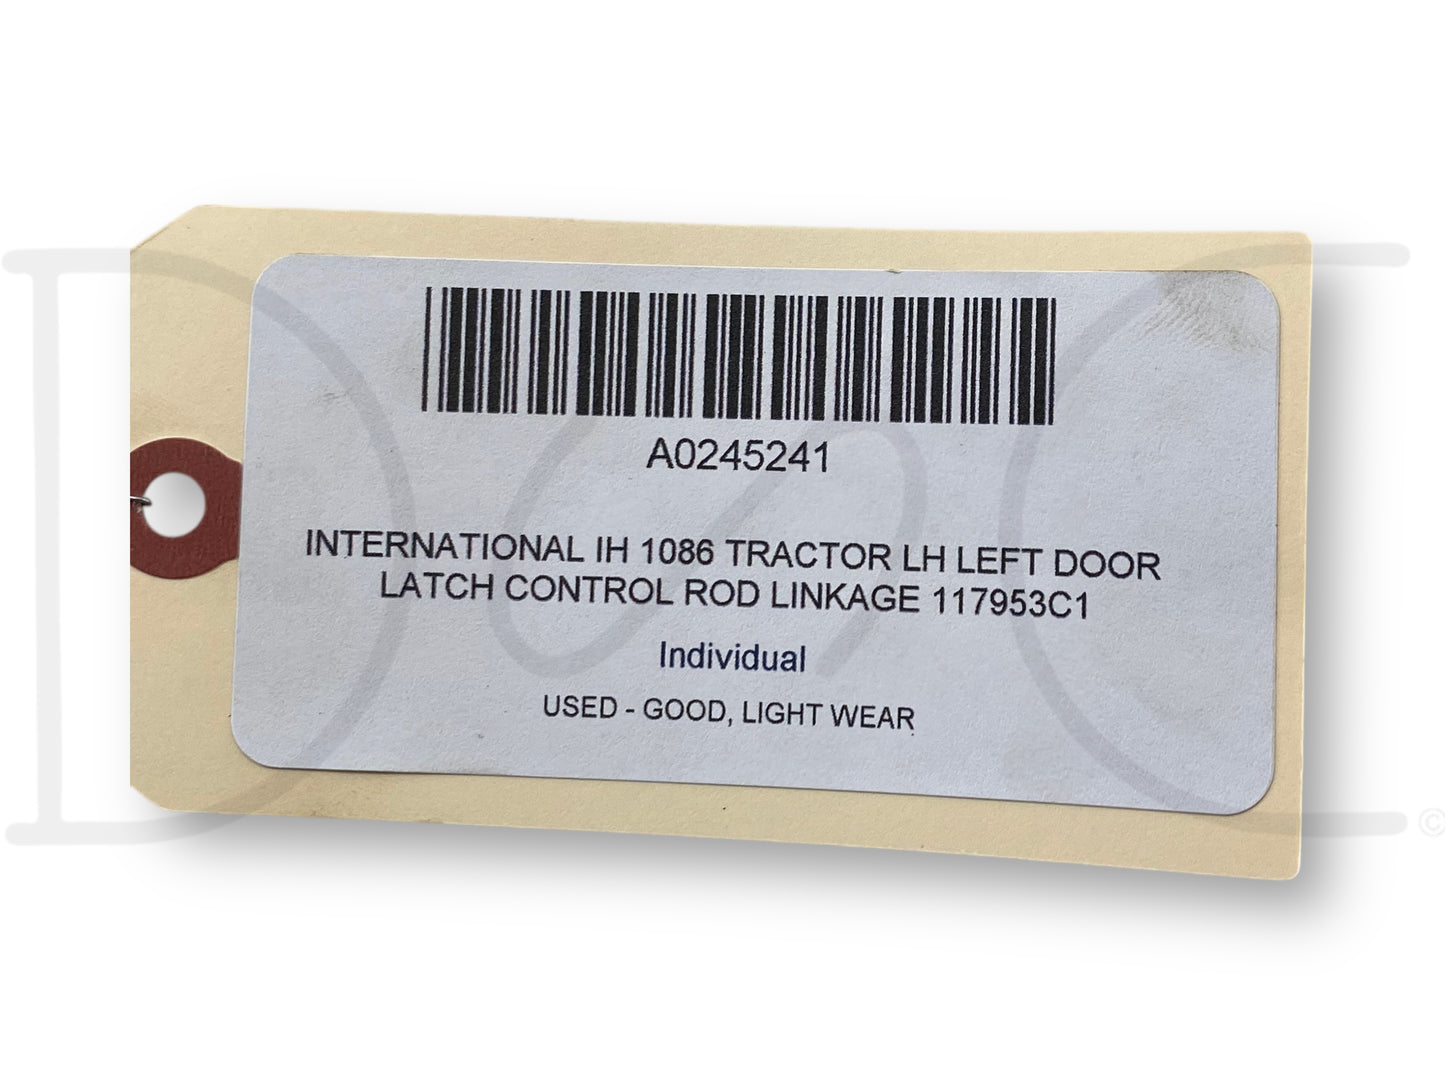 A0245241
INTERNATIONAL IH 1086 TRACTOR LH LEFT DOOR
LATCH CONTROL ROD LINKAGE 117953C1
Individual
USED - GOOD, LIGHT WEAR
©